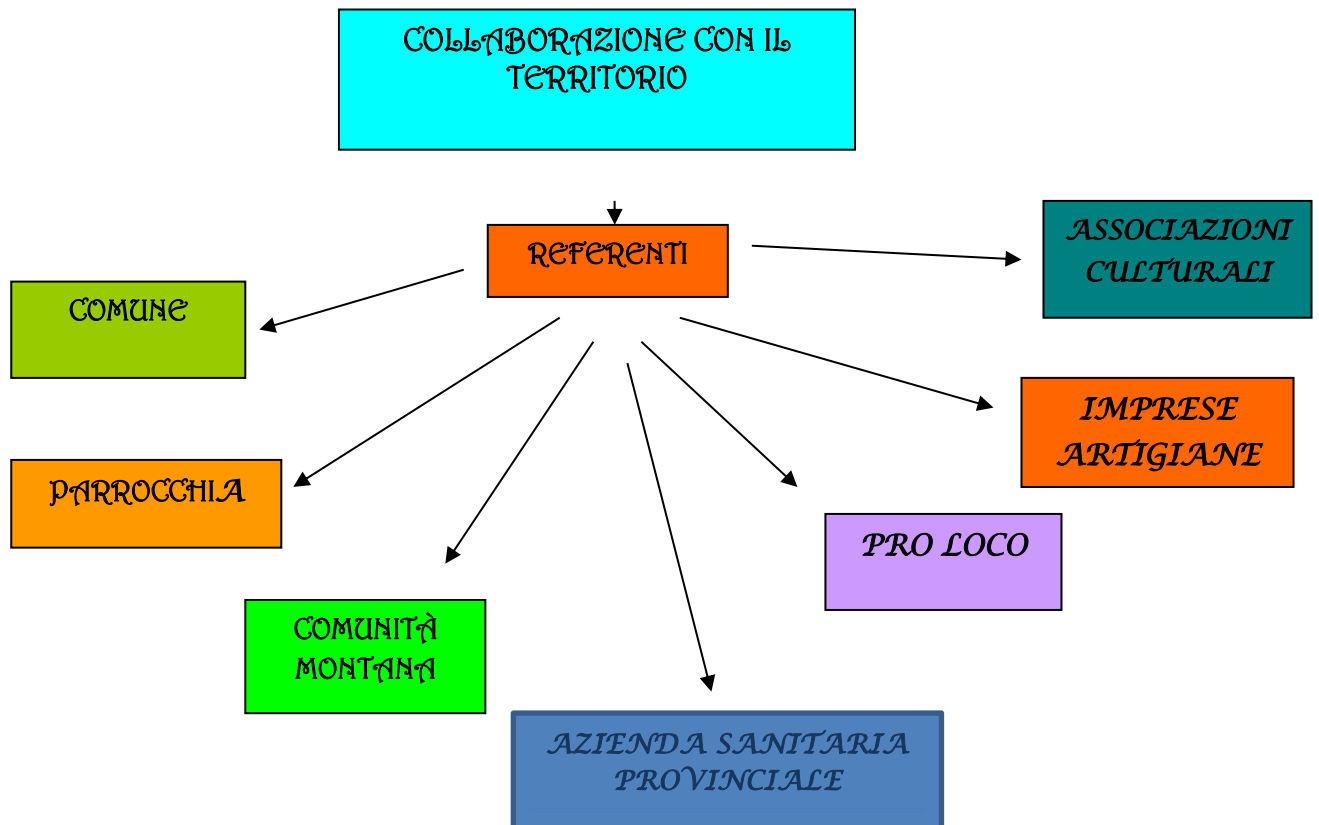 COLLABORAZIONE CON IL
TERRITORIO
REFERENTI
ASSOCIAZIONI
CULTURALI
COMUNE
IMPRESE
ARTIGIANE
PARROCCHIA
PRO LOCO
COMUNITÀ
MONTANA
AZIENDA SANITARIA
PROVINCIALE